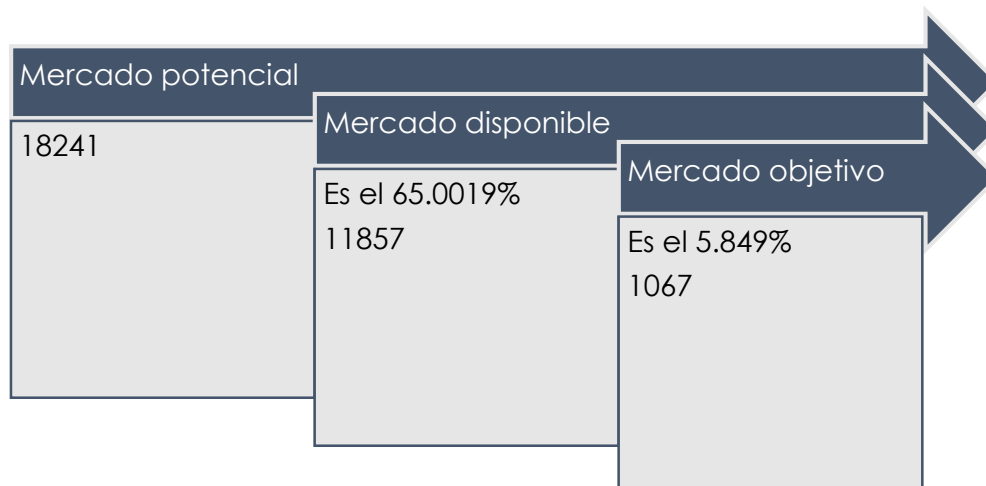 Mercado potencial
18241
Mercado disponible
Es el 65.0019%
11857
Mercado objetivo
Es el 5.849%
1067